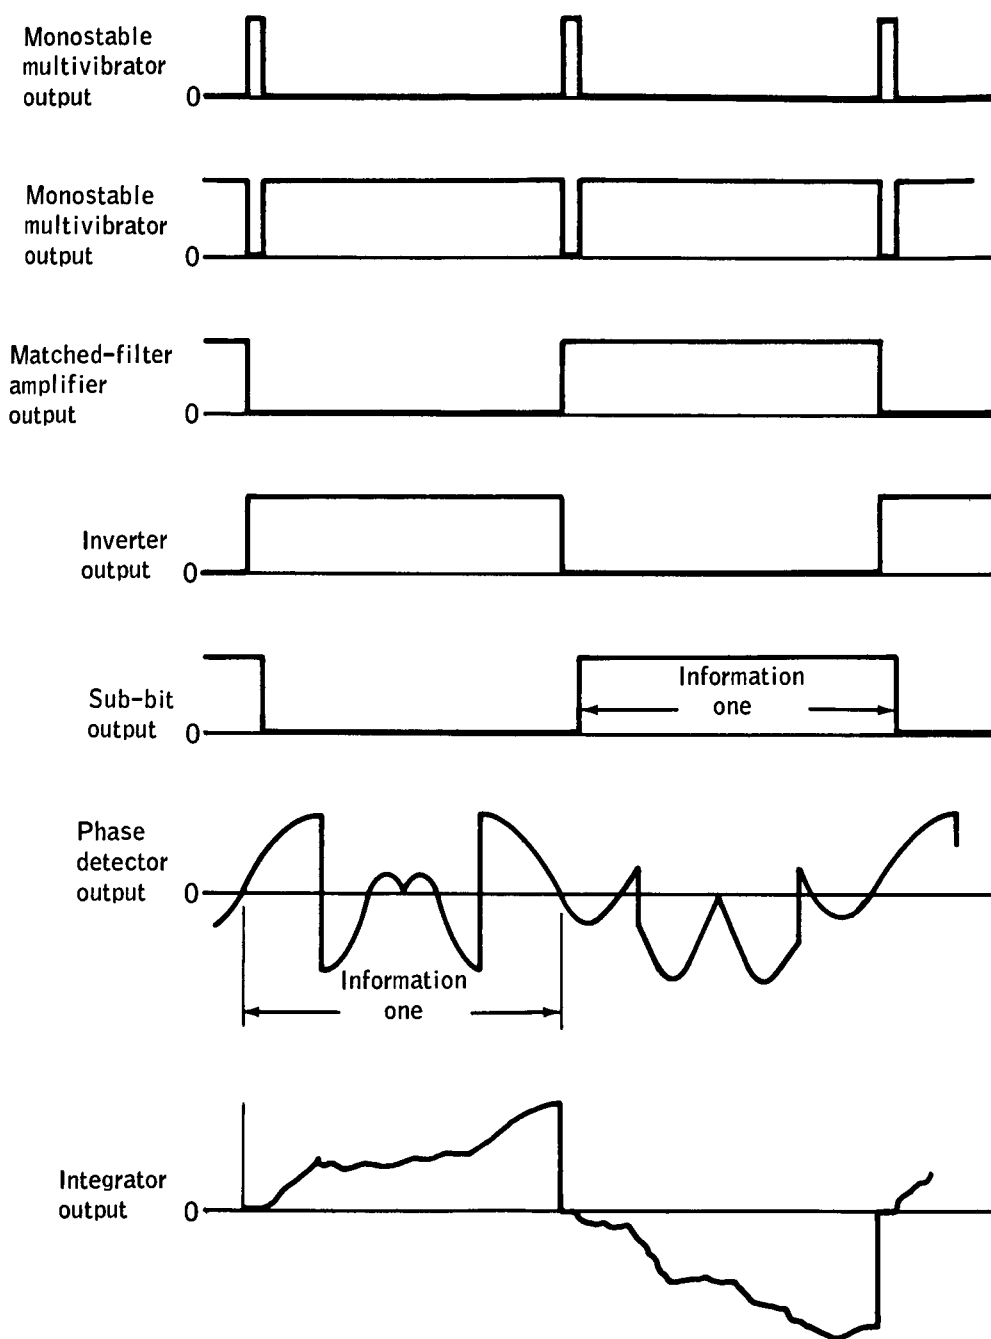 Monostable
multivibrator
output 0
Monostable
multivibrator
output 0
Matched-filter
amplifier
output 0
Inverter
output 0
Sub-bit
output 0
Information
one
Phase
detector
output 0
Information
one
Integrator
output 0